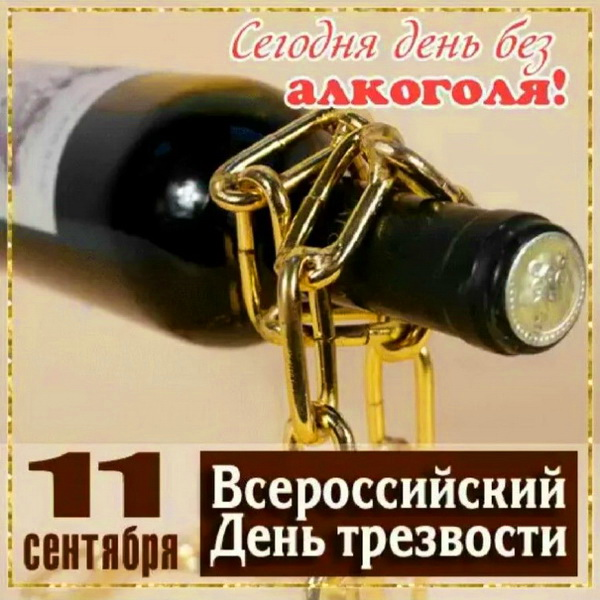 Сегодня день без
алкоголя!
11
сентября
Всероссийский
День трезвости